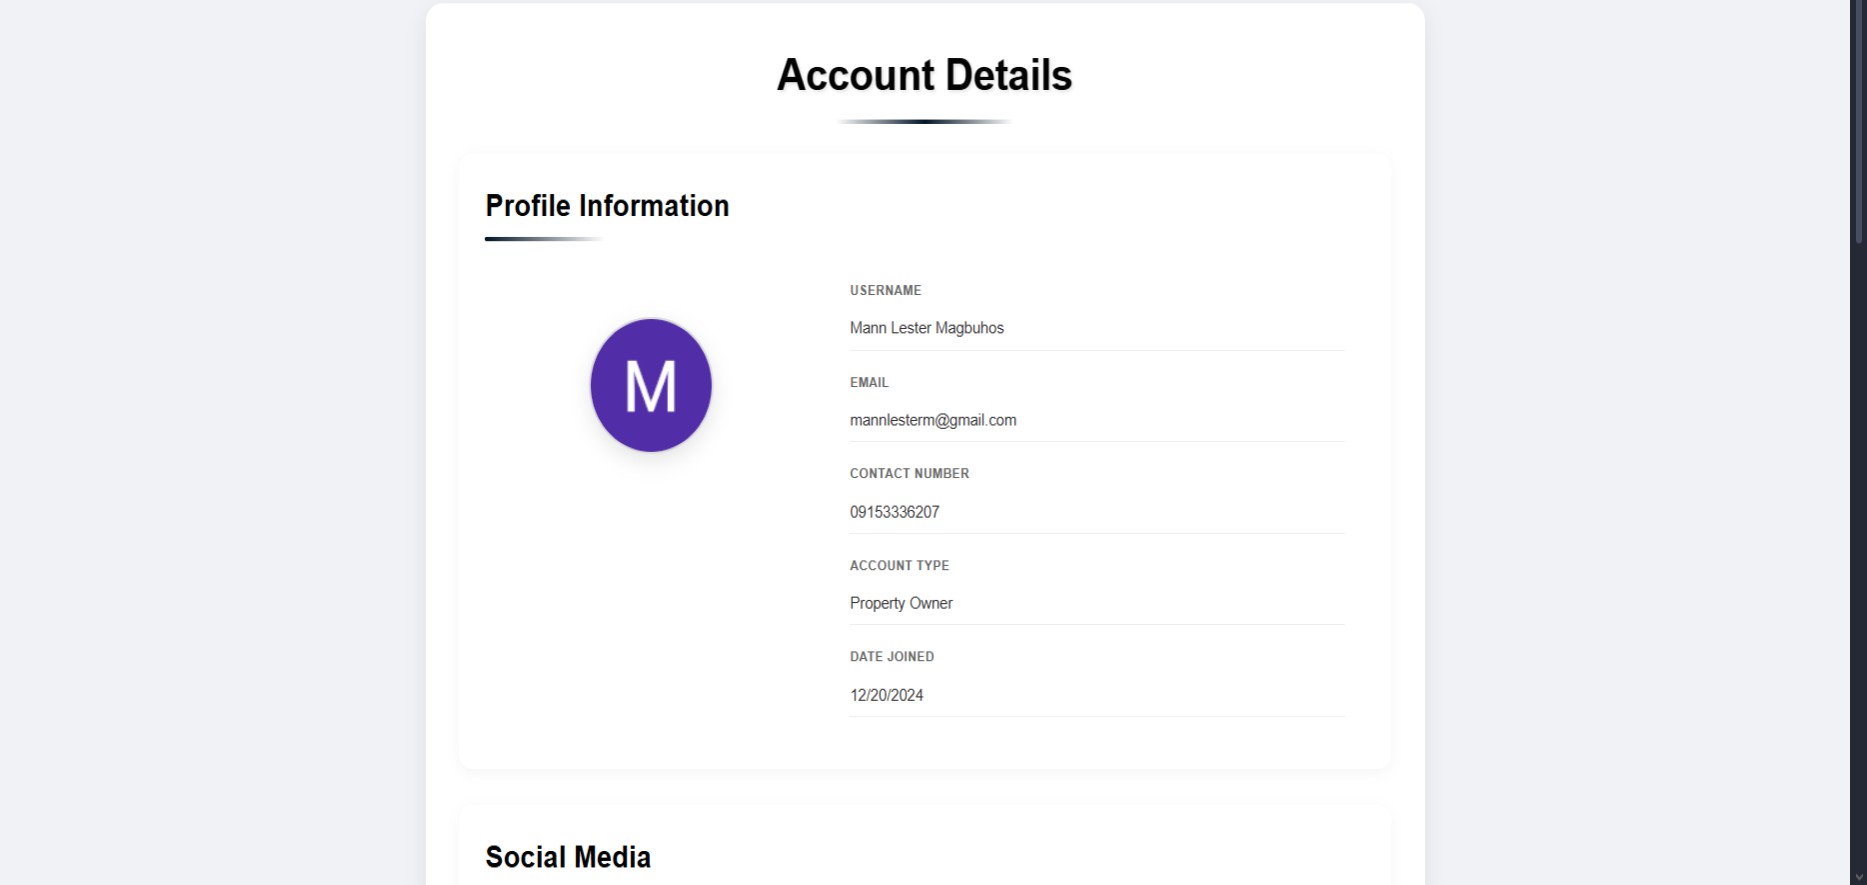 Account Details
Profile Information
M
USERNAME
Mann Lester Magbuhos
EMAIL
mannlesterm@gmail.com
CONTACT NUMBER
09153336207
ACCOUNT TYPE
Property Owner
DATE JOINED
12/20/2024
Social Media